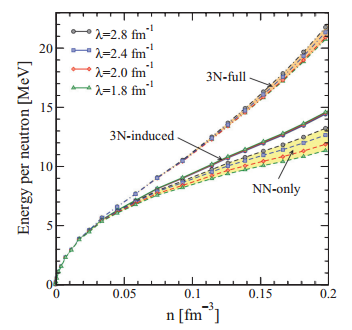 λ=2.8 fm⁻¹
λ=2.4 fm⁻¹
λ=2.0 fm⁻¹
λ=1.8 fm⁻¹
3N-full
3N-induced
NN-only
Energy per neutron [MeV]
20
15
10
5
0
0
0.05
0.1
0.15
0.2
n [fm⁻³]